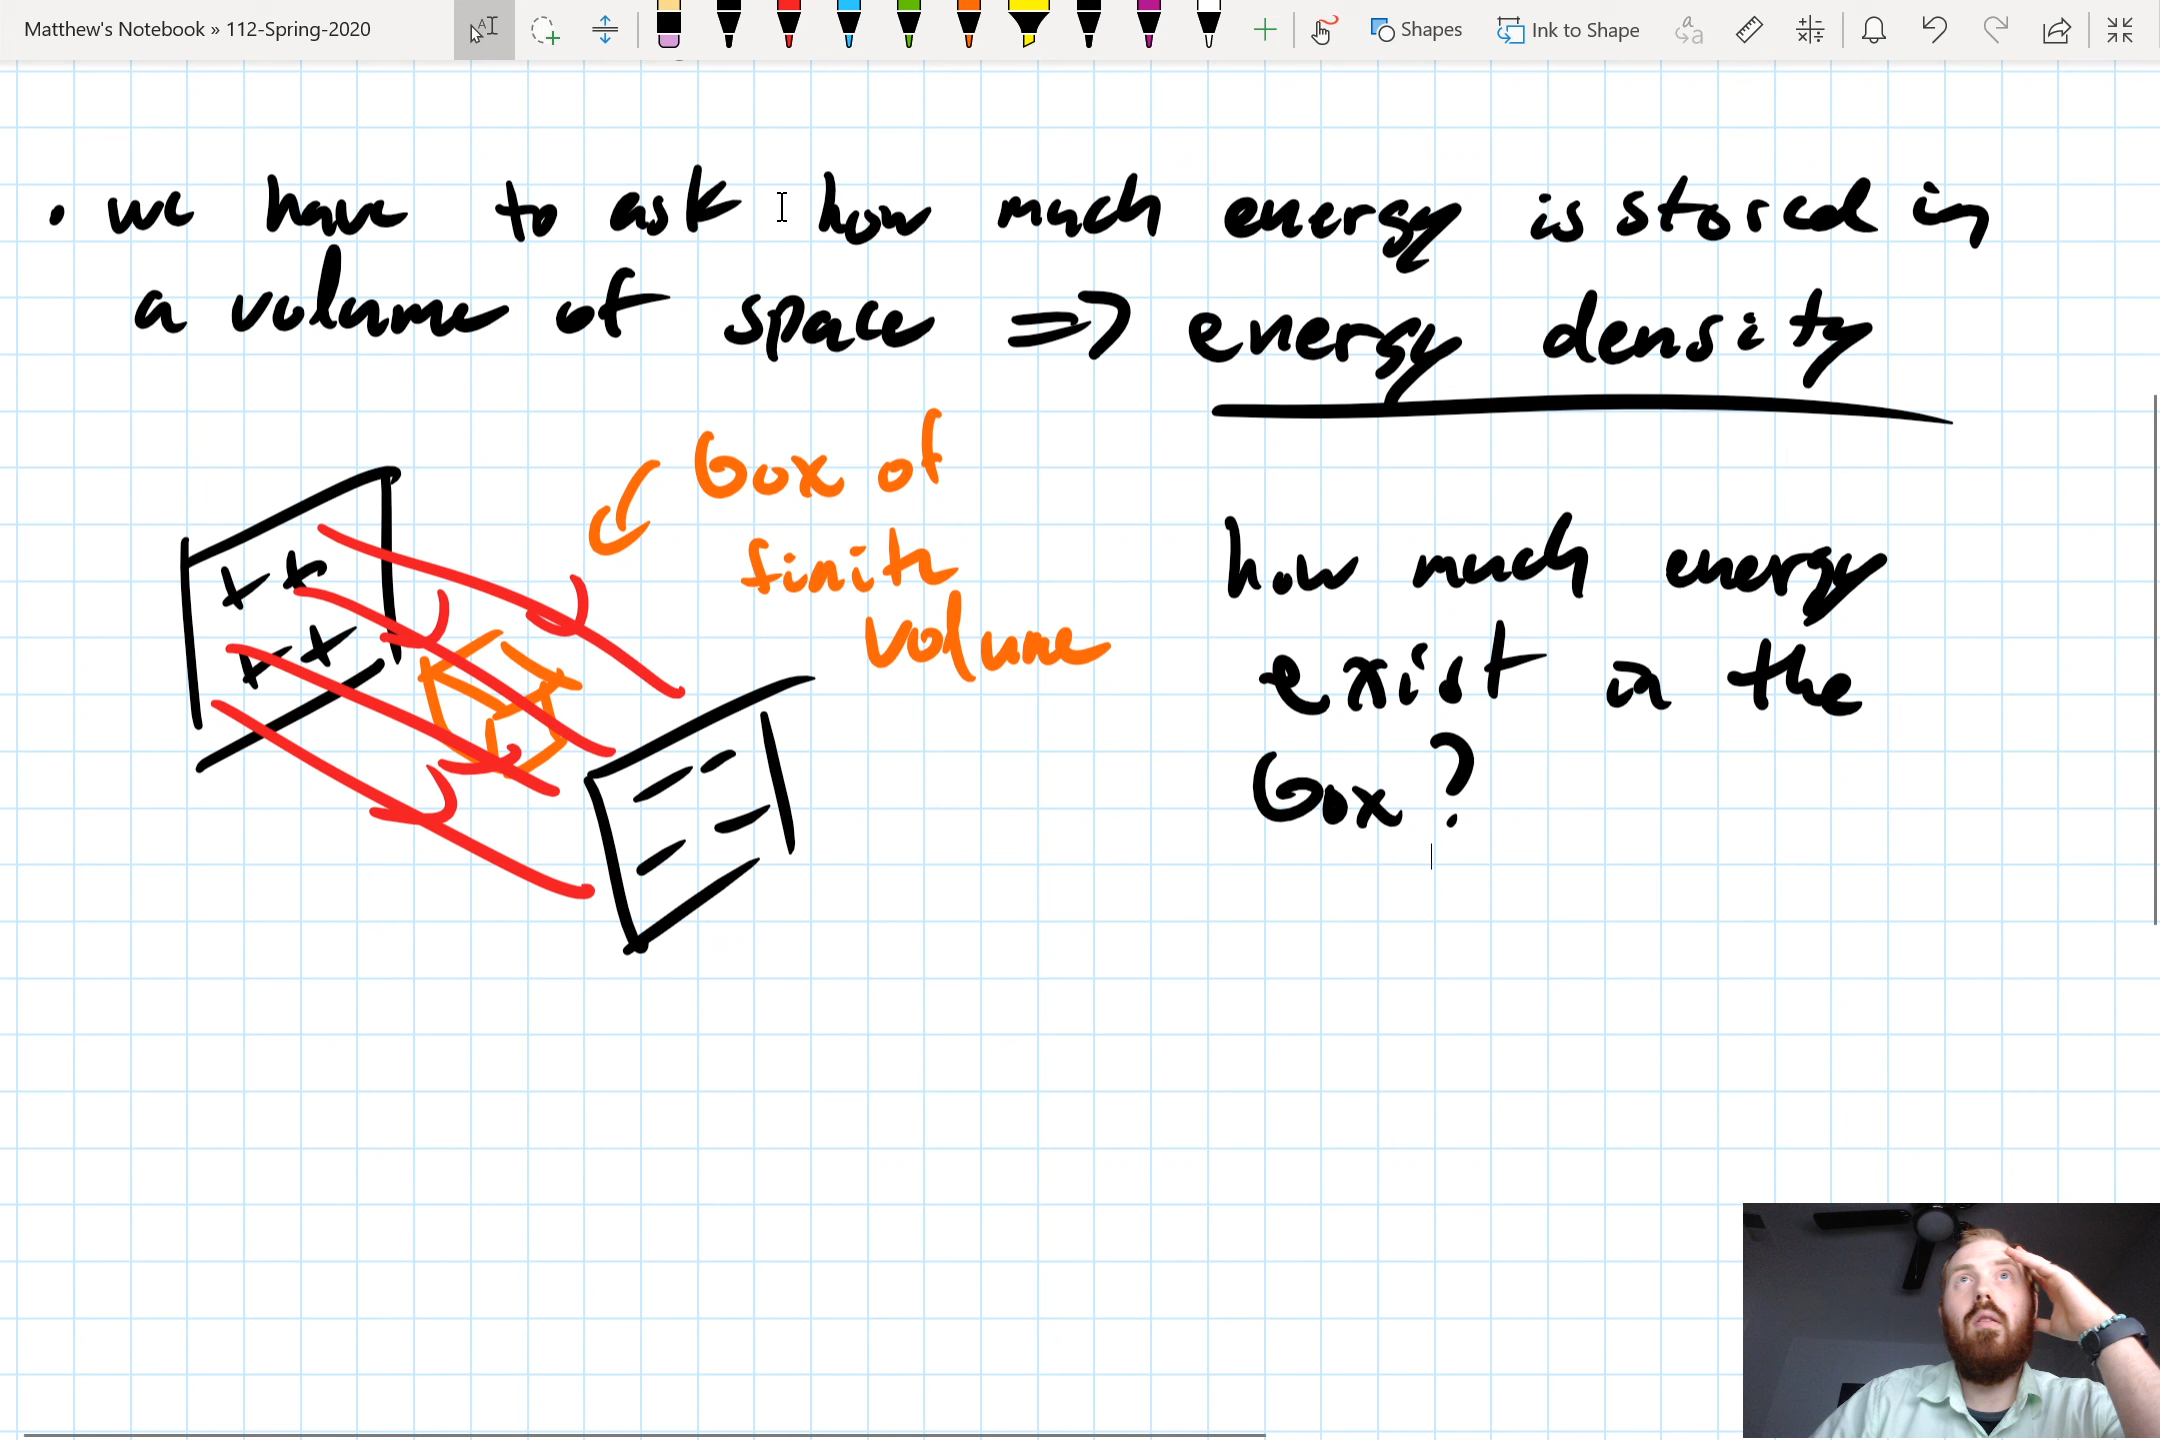 Matthew's Notebook » 112-Spring-2020
Shapes
Ink to Shape
• we have to ask how much energy is stored in
a volume of space => energy density
box of
finite
volume
how much energy
exist in the
box?
++
++